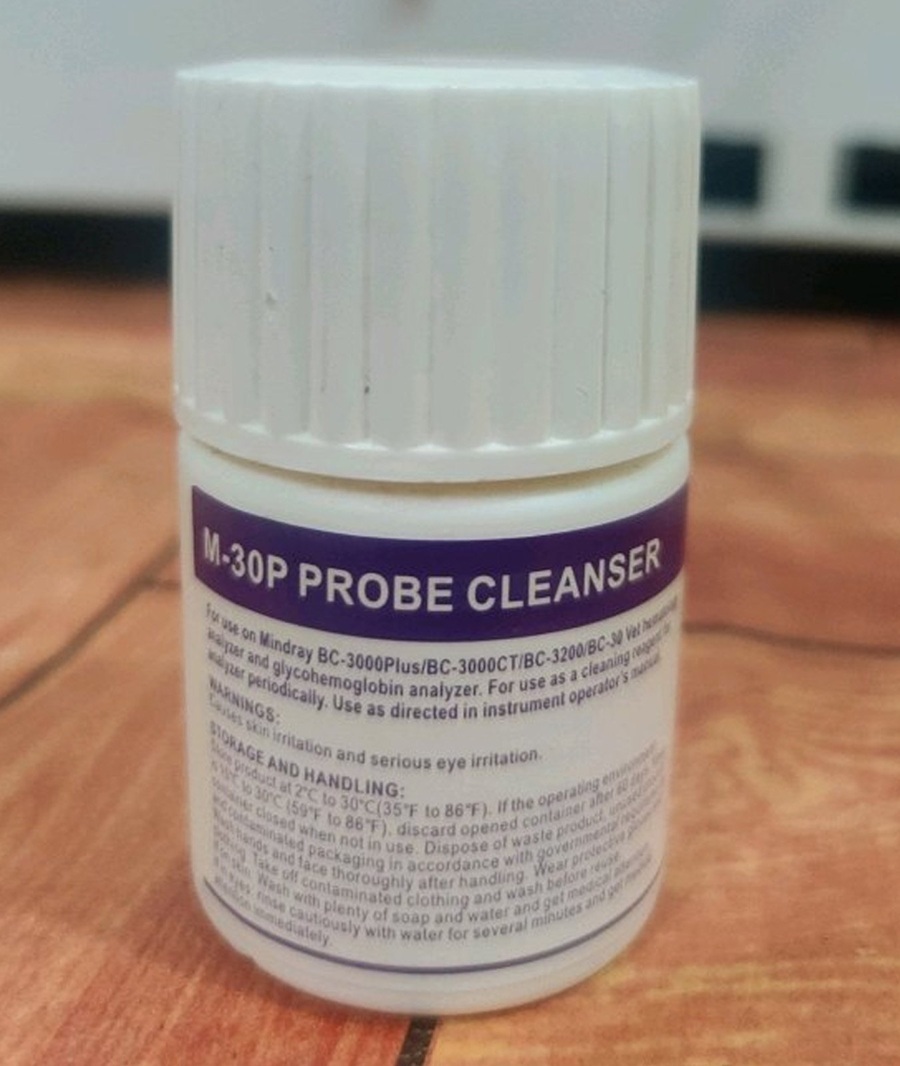 M-30P PROBE CLEANSER
For use on Mindray BC-3000Plus/BC-3000CT/BC-3200/BC-30 Vet
analyzer and glycohemoglobin analyzer. For use as a cleaning reagent
analyzer periodically. Use as directed in instrument operator's manual.
WARNINGS:
Causes skin irritation and serious eye irritation.
STORAGE AND HANDLING:
Store product at 2°C to 30°C(35°F to 86°F). If the operating environment
is 15°C to 30°C (59°F to 86°F), discard opened container after 60 days.
container closed when not in use. Dispose of waste product, unused
and contaminated packaging in accordance with governmental
Wash hands and face thoroughly after handling. Wear protective
clothing. Take off contaminated clothing and wash before reuse.
If on skin: Wash with plenty of soap and water and get medical
If in eyes: rinse cautiously with water for several minutes and get medical
attention immediately.